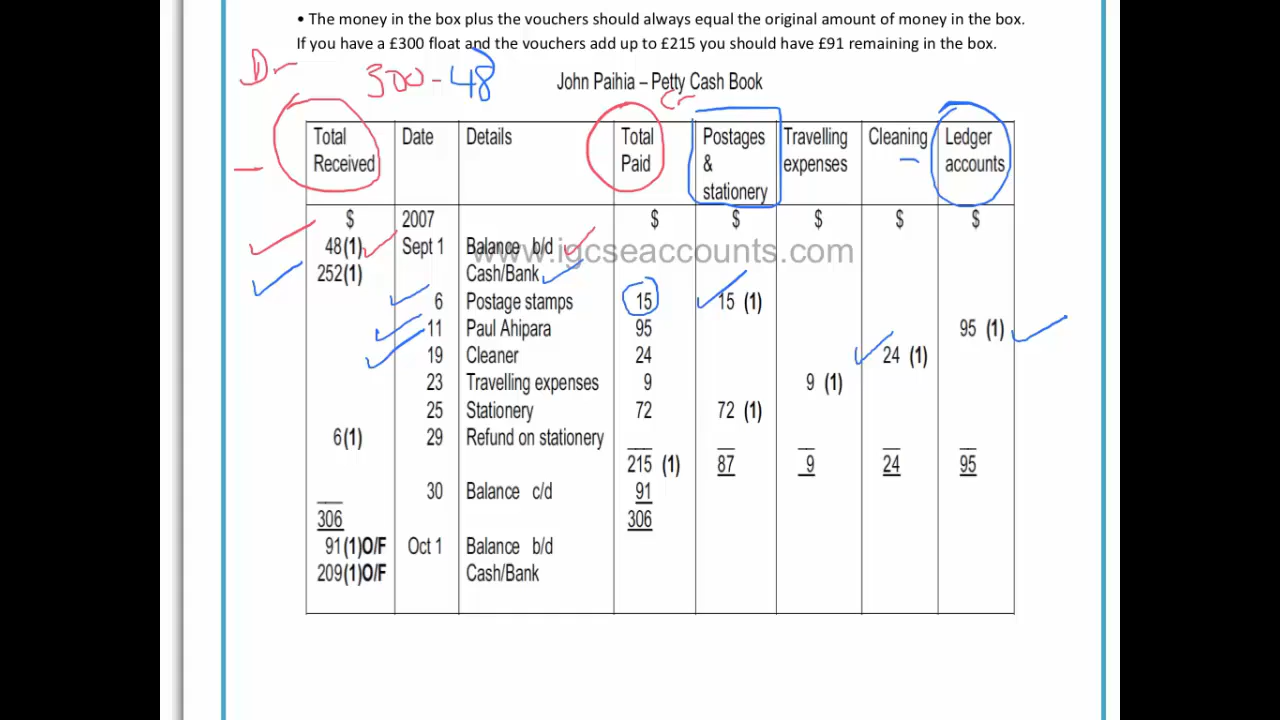 • The money in the box plus the vouchers should always equal the original amount of money in the box.
If you have a £300 float and the vouchers add up to £215 you should have £91 remaining in the box.
Dr
300 - 48
John Paihia – Petty Cash Book
Cr
Total Received Date Details Total Paid Postages & stationery Travelling expenses Cleaning Ledger accounts
$ 2007 $ $ $ $ $
48(1) Sept 1 Balance b/d
www.igcseaccounts.com
252(1) Cash/Bank
6 Postage stamps 15 15 (1)
11 Paul Ahipara 95 95 (1)
19 Cleaner 24 24 (1)
23 Travelling expenses 9 9 (1)
25 Stationery 72 72 (1)
6(1) 29 Refund on stationery
215 (1) 87 9 24 95
30 Balance c/d 91
306 306
91(1)O/F Oct 1 Balance b/d
209(1)O/F Cash/Bank